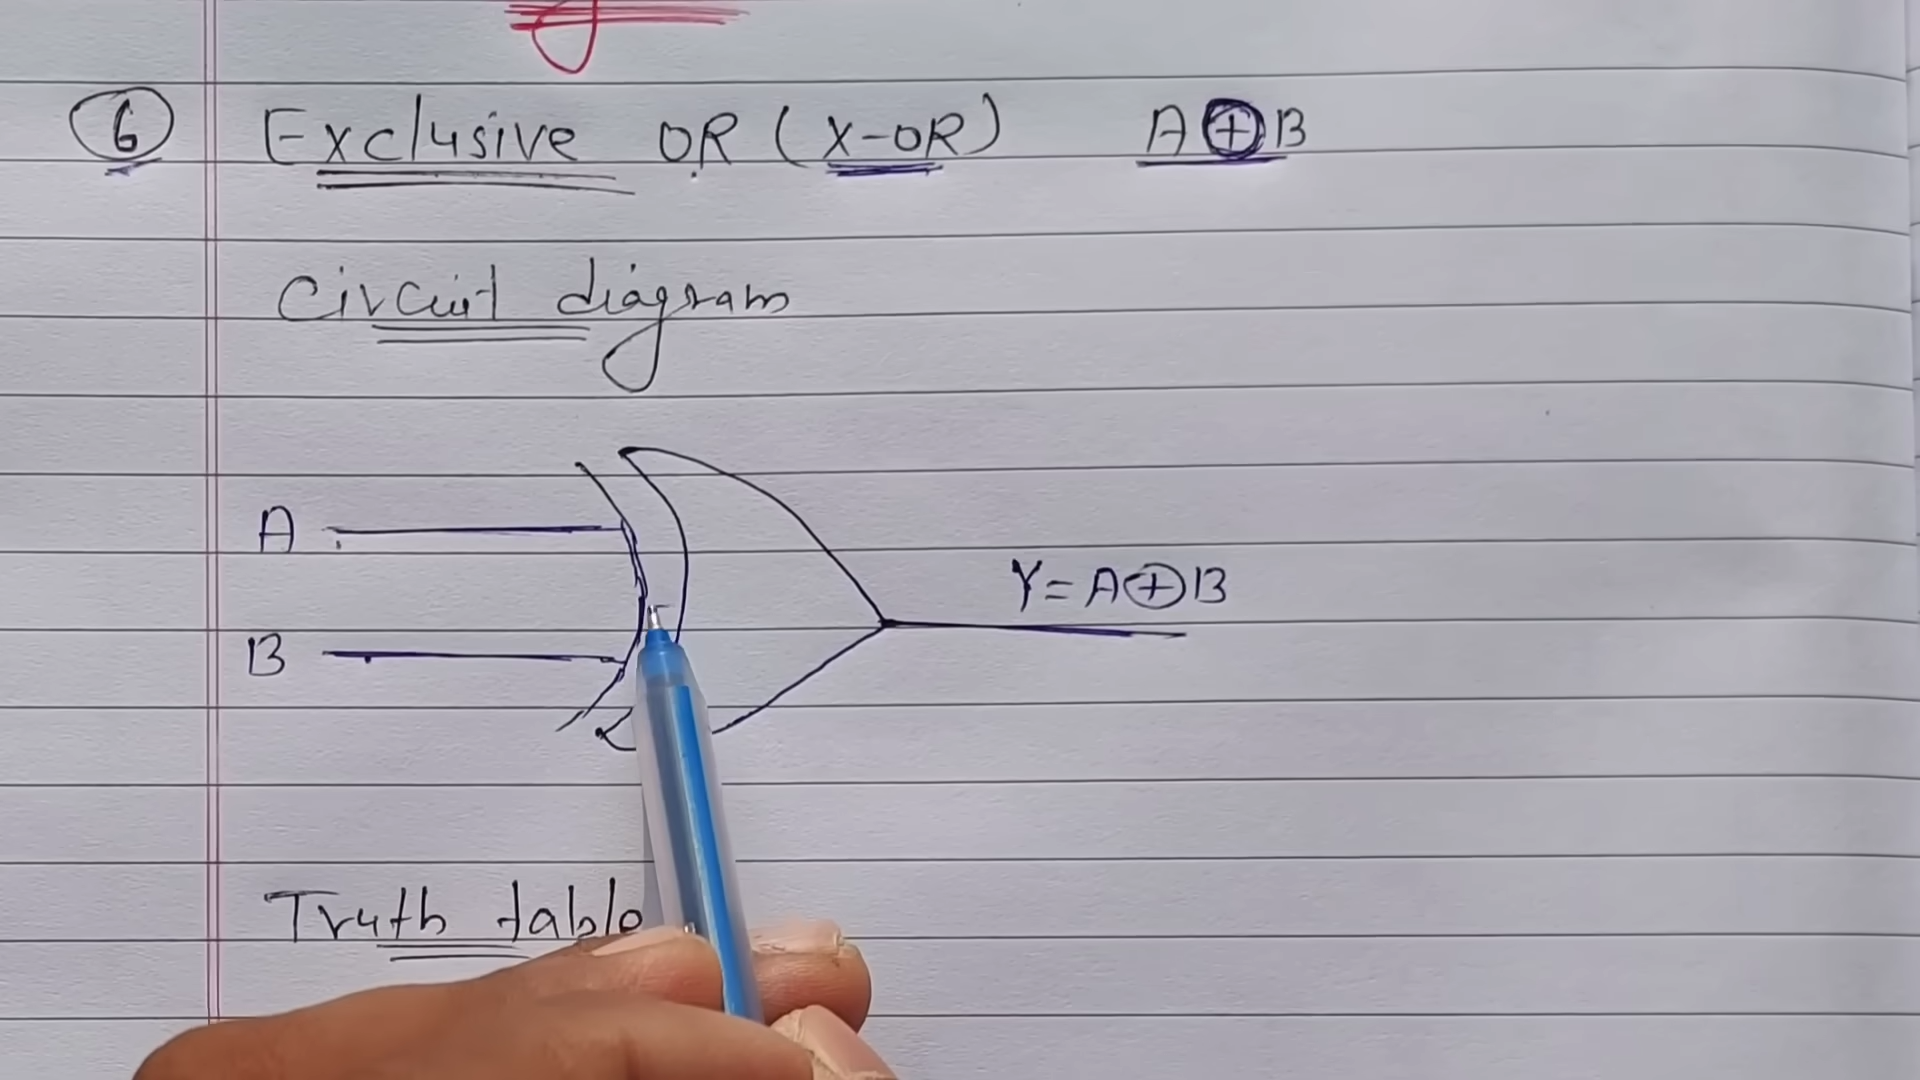 6 Exclusive OR (X-OR) A⊕B
Circuit diagram
A
Y=A⊕B
B
Truth table